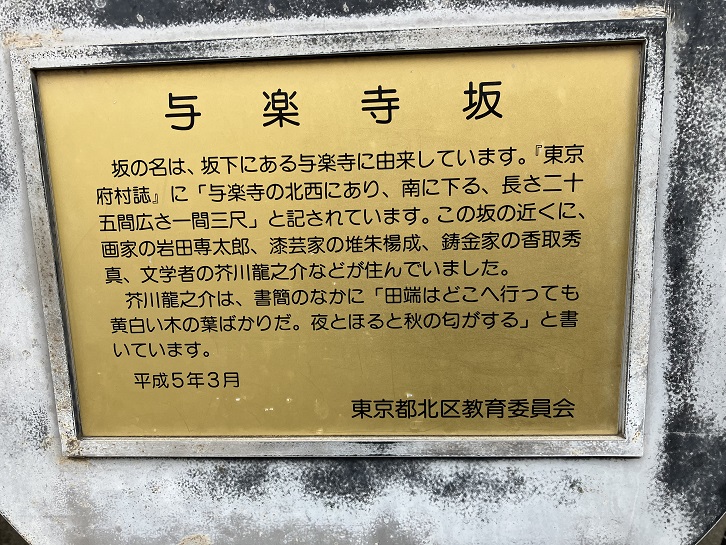 与楽寺坂
坂の名は、坂下にある与楽寺に由来しています。『東京
府村誌』に「与楽寺の北西にあり、南に下る、長さ二十
五間広さ一間三尺」と記されています。この坂の近くに、
画家の岩田専太郎、漆芸家の堆朱楊成、鋳金家の香取秀
真、文学者の芥川龍之介などが住んでいました。
芥川龍之介は、書簡のなかに「田端はどこへ行っても
黄白い木の葉ばかりだ。夜とほると秋の匂がする」と書
いています。
平成5年3月
東京都北区教育委員会